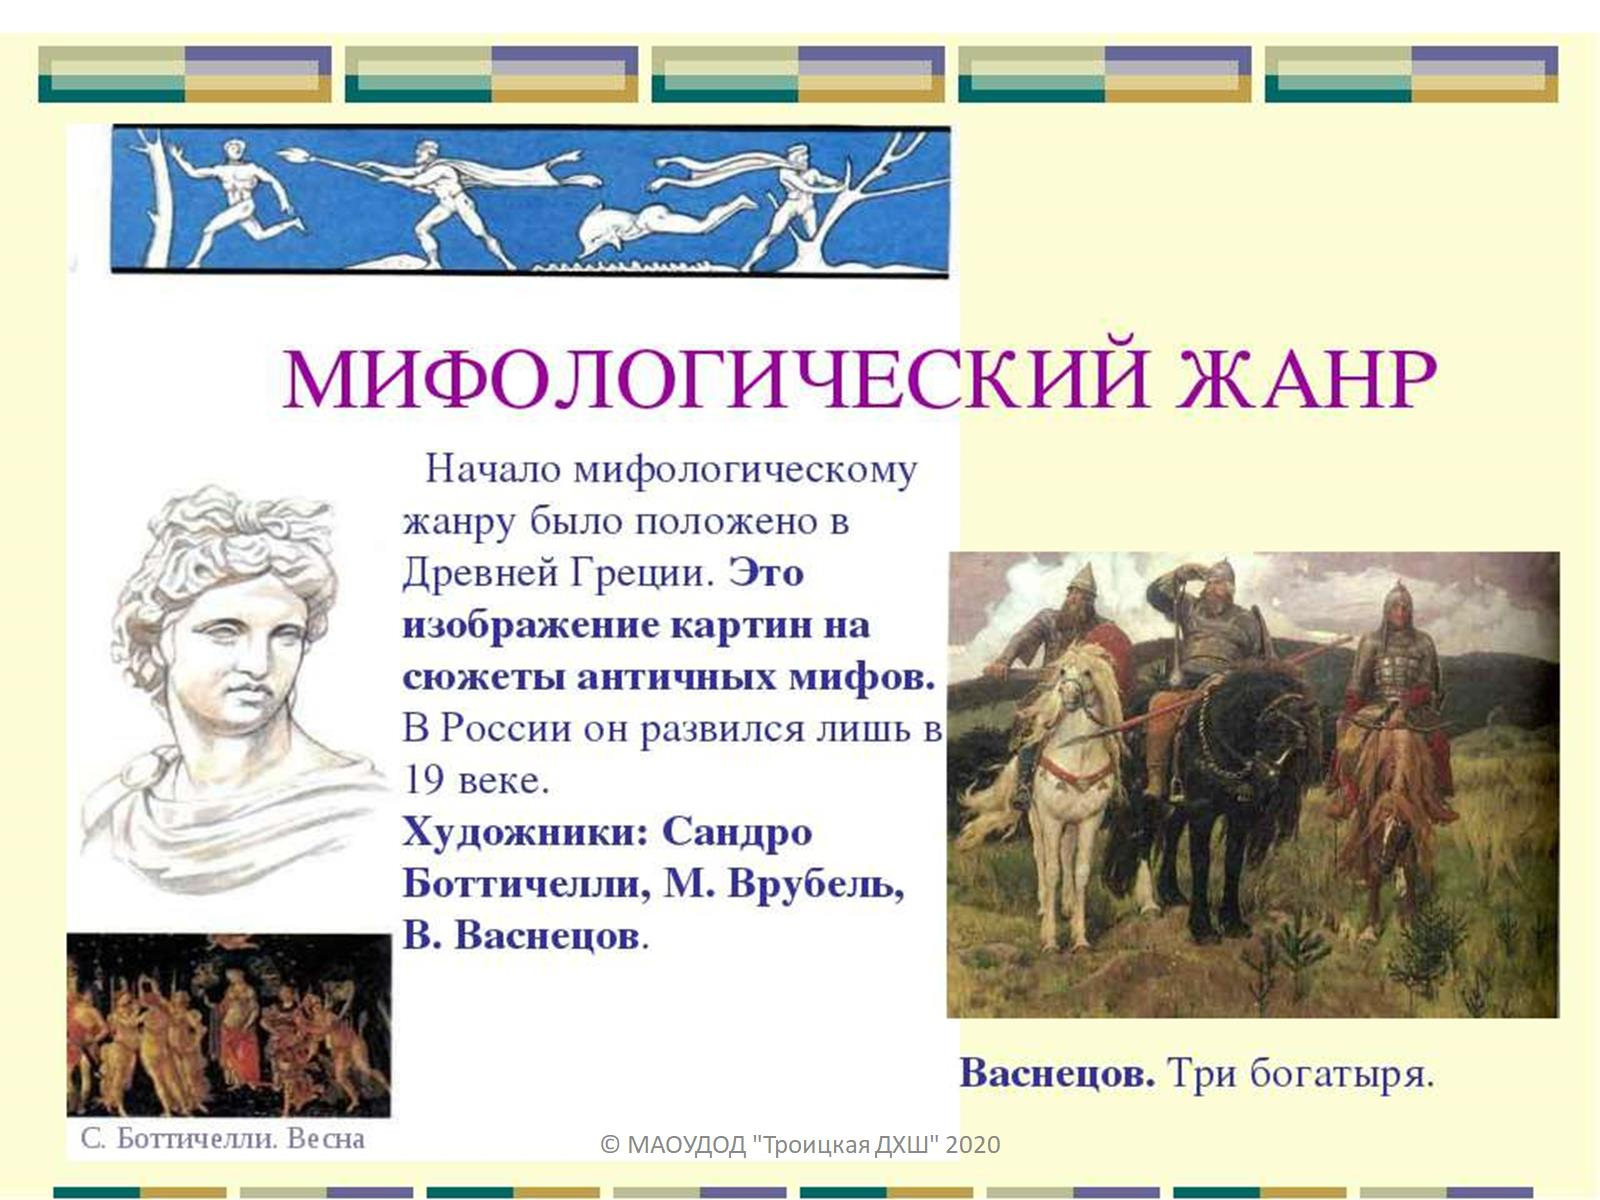 МИФОЛОГИЧЕСКИЙ ЖАНР
Начало мифологическому
жанру было положено в
Древней Греции. Это
изображение картин на
сюжеты античных мифов.
В России он развился лишь в
19 веке.
Художники: Сандро
Боттичелли, М. Врубель,
В. Васнецов.
Васнецов. Три богатыря.
С. Боттичелли. Весна
© МАОУДОД "Троицкая ДХШ" 2020